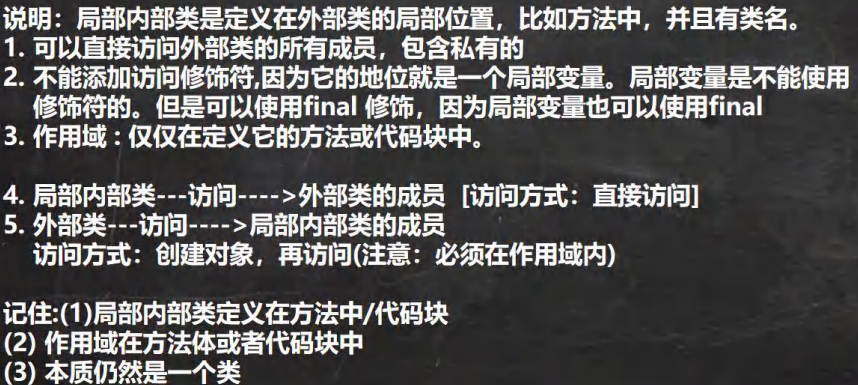 说明：局部内部类是定义在外部类的局部位置，比如方法中，并且有类名。
1. 可以直接访问外部类的所有成员，包含私有的
2. 不能添加访问修饰符,因为它的地位就是一个局部变量。局部变量是不能使用
修饰符的。但是可以使用final 修饰，因为局部变量也可以使用final
3. 作用域 : 仅仅在定义它的方法或代码块中。
4. 局部内部类---访问---->外部类的成员 [访问方式：直接访问]
5. 外部类---访问---->局部内部类的成员
访问方式：创建对象，再访问(注意：必须在作用域内)
记住:(1)局部内部类定义在方法中/代码块
(2) 作用域在方法体或者代码块中
(3) 本质仍然是一个类